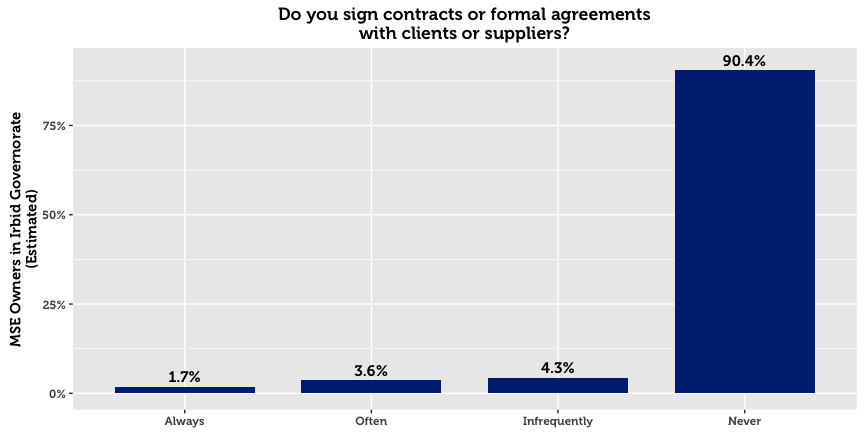 Do you sign contracts or formal agreements
with clients or suppliers?
MSE Owners in Irbid Governorate
(Estimated)
75%
50%
25%
0%
1.7%
3.6%
4.3%
90.4%
Always
Often
Infrequently
Never